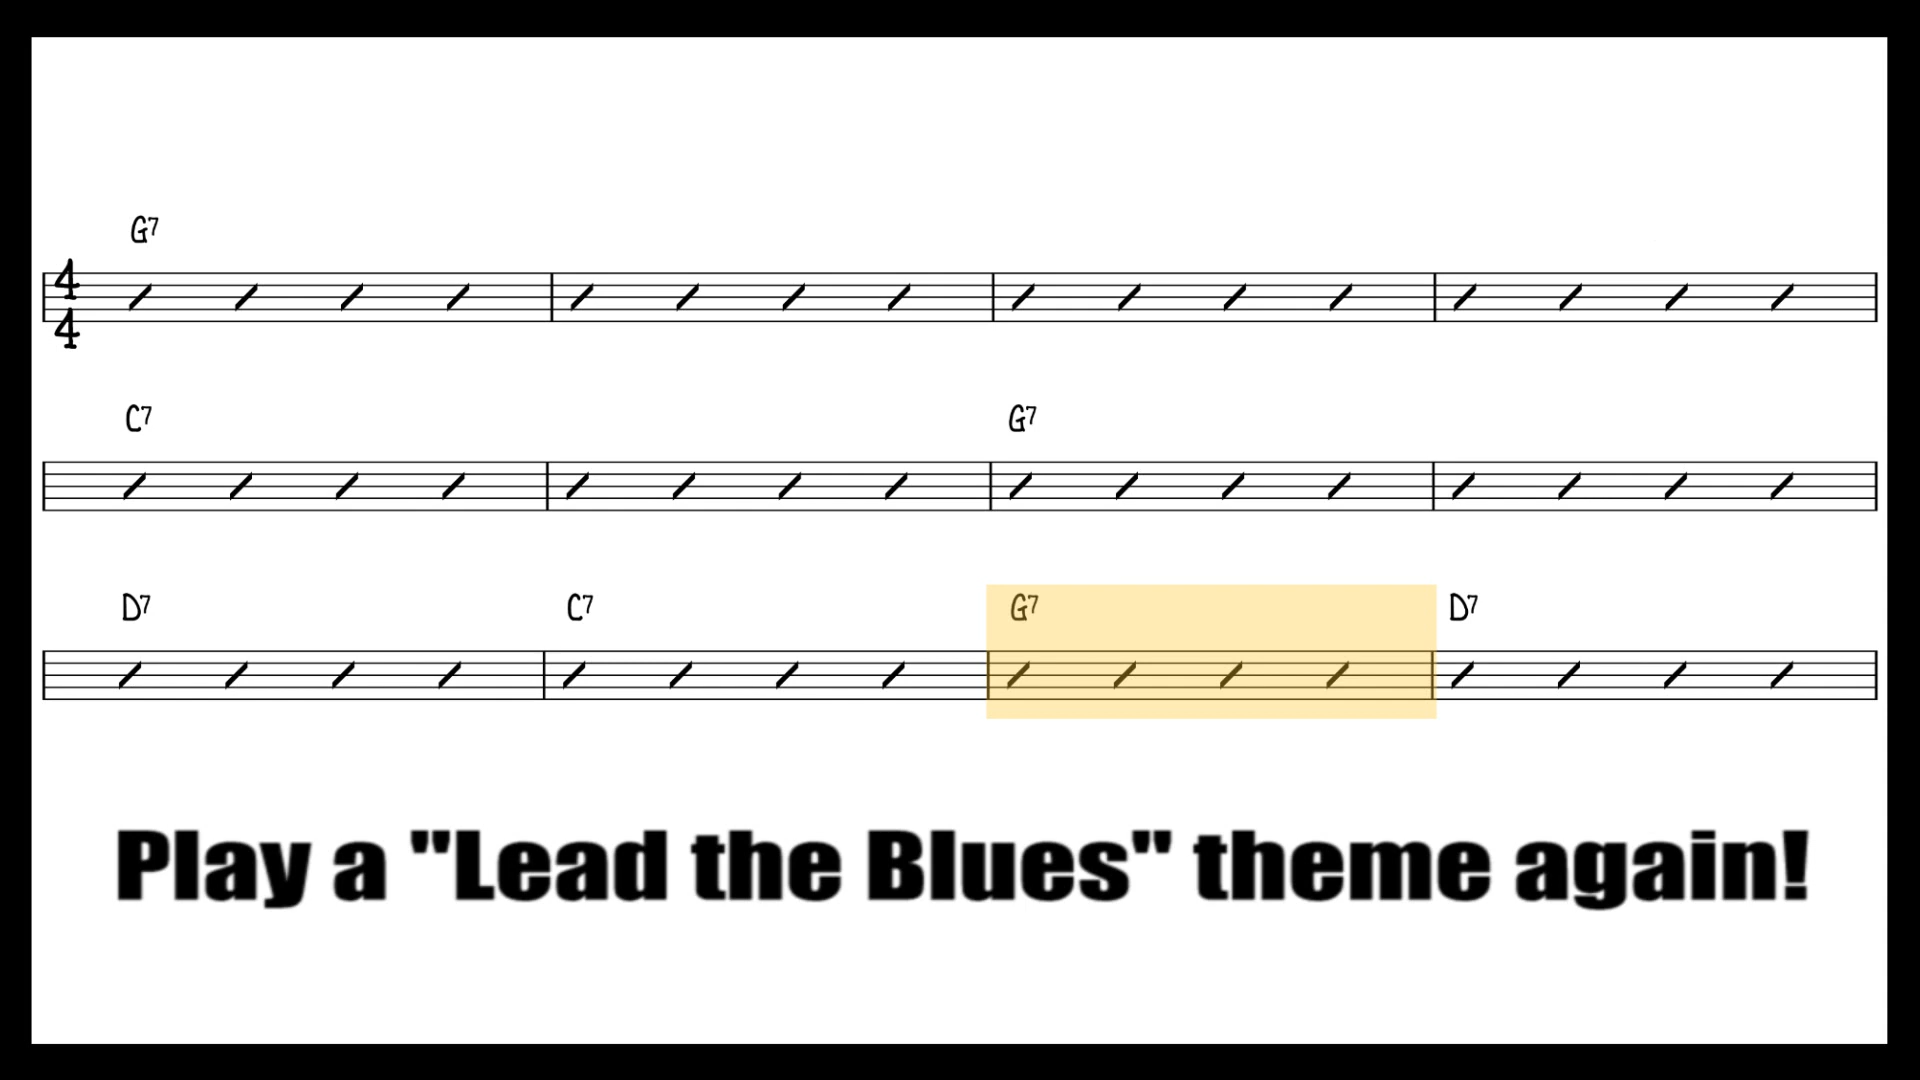 G7
4
4
C7 G7
D7 C7 G7 D7
Play a "Lead the Blues" theme again!